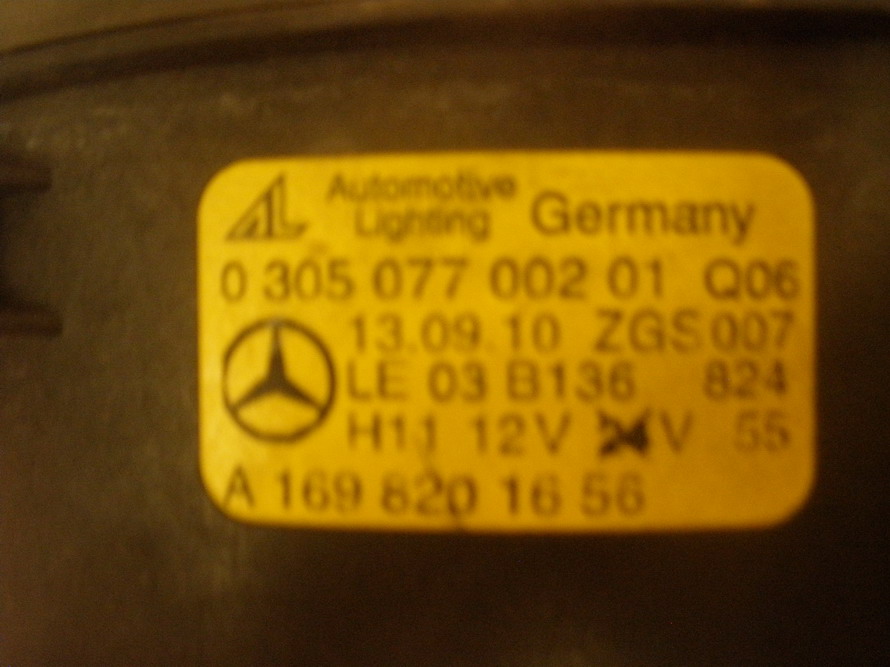 AL Automotive Lighting Germany
0 305 077 002 01 Q06
13.09.10 ZGS 007
LE 03 B136 824
H11 12V 24V 55
A 169 820 16 56